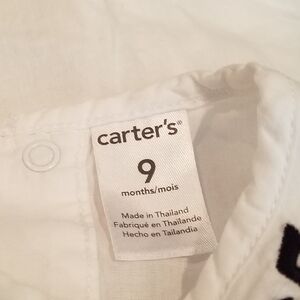 carter's®
9
months/mois
Made in Thailand
Fabriqué en Thaïlande
Hecho en Tailandia